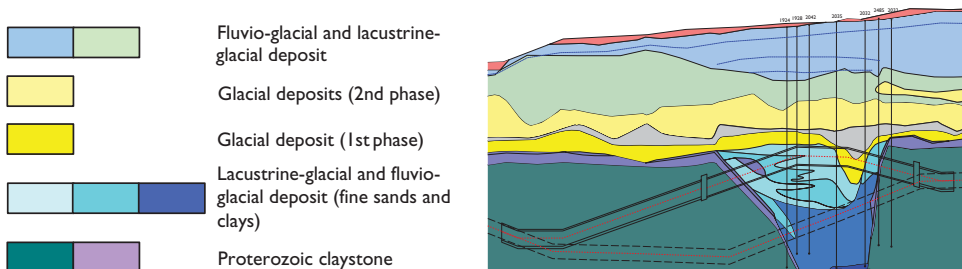 Fluvio-glacial and lacustrine-
glacial deposit
Glacial deposits (2nd phase)
Glacial deposit (1st phase)
Lacustrine-glacial and fluvio-
glacial deposit (fine sands and
clays)
Proterozoic claystone
1924 1928 2042 2035 2032 2485 2033